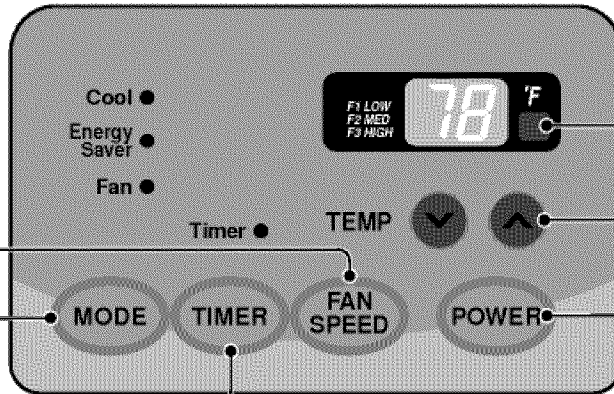 Cool
Energy
Saver
Fan
Timer
F1 LOW
F2 MED
F3 HIGH
78
°F
TEMP
MODE
TIMER
FAN
SPEED
POWER